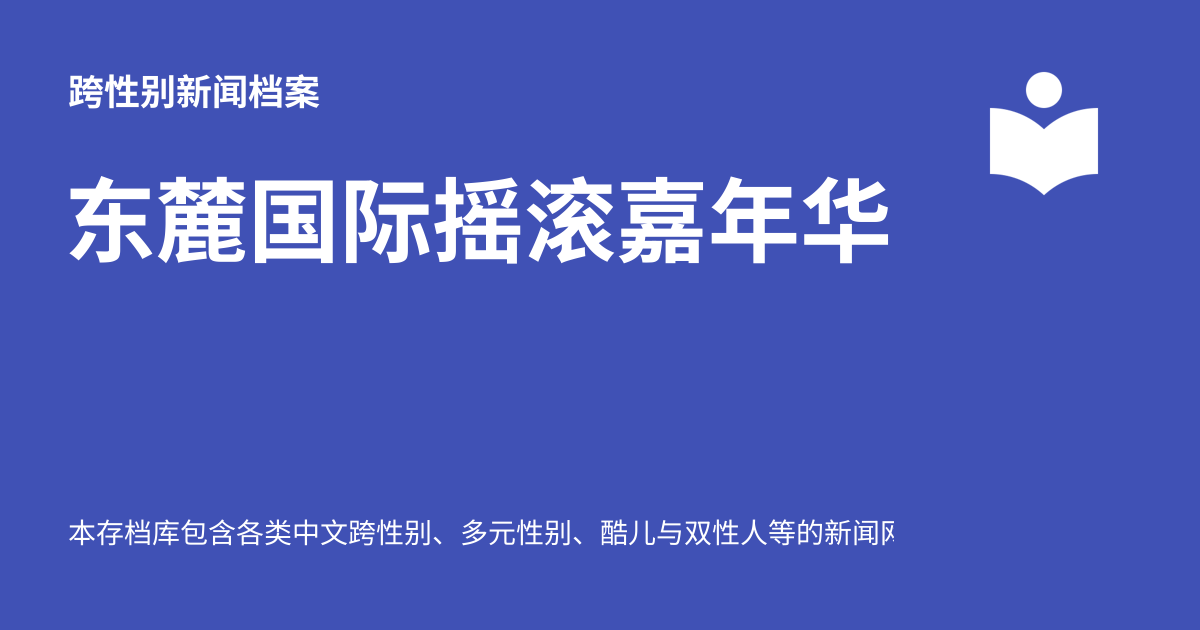 跨性别新闻档案
东麓国际摇滚嘉年华
本存档库包含各类中文跨性别、多元性别、酷儿与双性人等的新闻